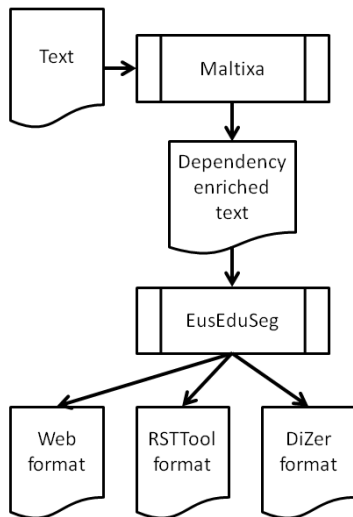 Text
Maltixa
Dependency
enriched
text
EusEduSeg
Web
format
RSTTool
format
DiZer
format